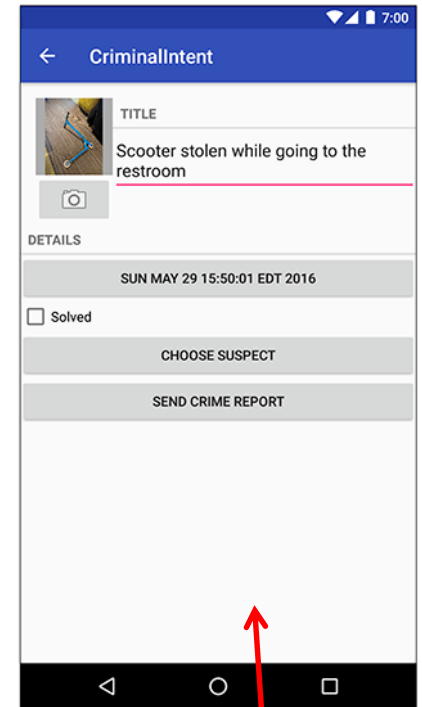 7:00
CriminalIntent
TITLE
Scooter stolen while going to the
restroom
DETAILS
SUN MAY 29 15:50:01 EDT 2016
Solved
CHOOSE SUSPECT
SEND CRIME REPORT